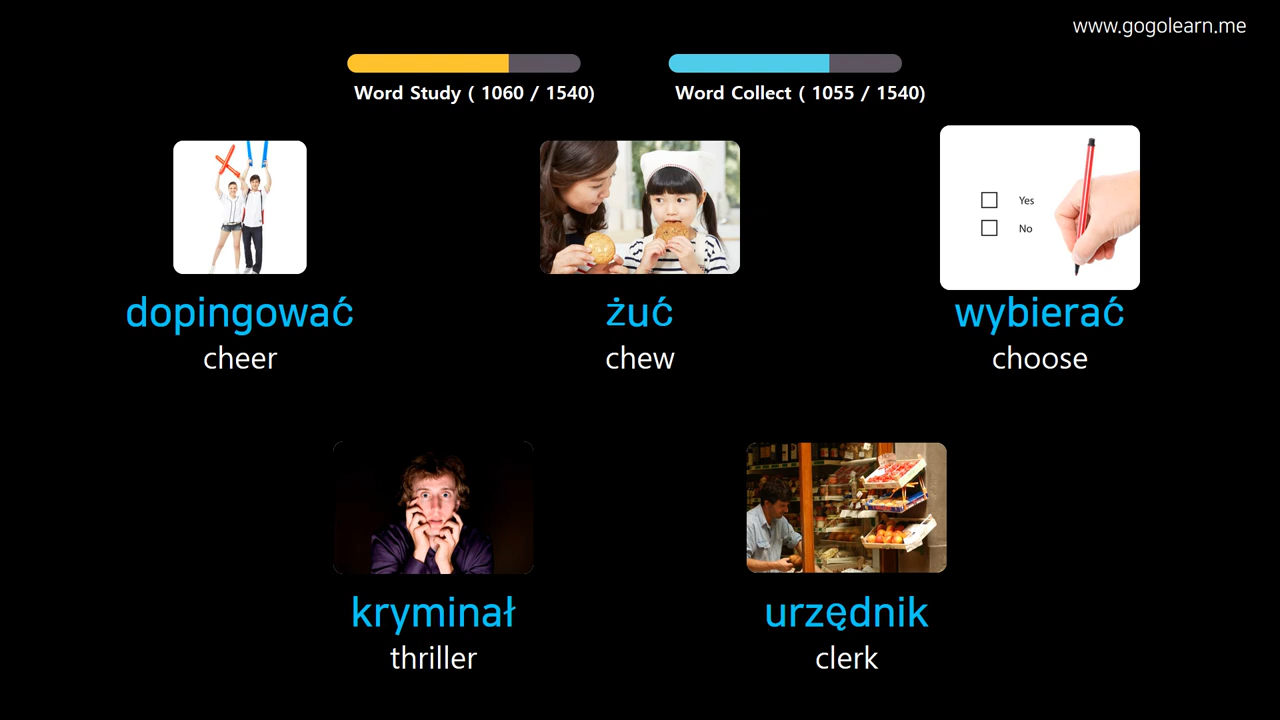 www.gogolearn.me
Word Study ( 1060 / 1540)
Word Collect ( 1055 / 1540)
Yes
No
dopingować
cheer
żuć
chew
wybierać
choose
kryminał
thriller
urzędnik
clerk